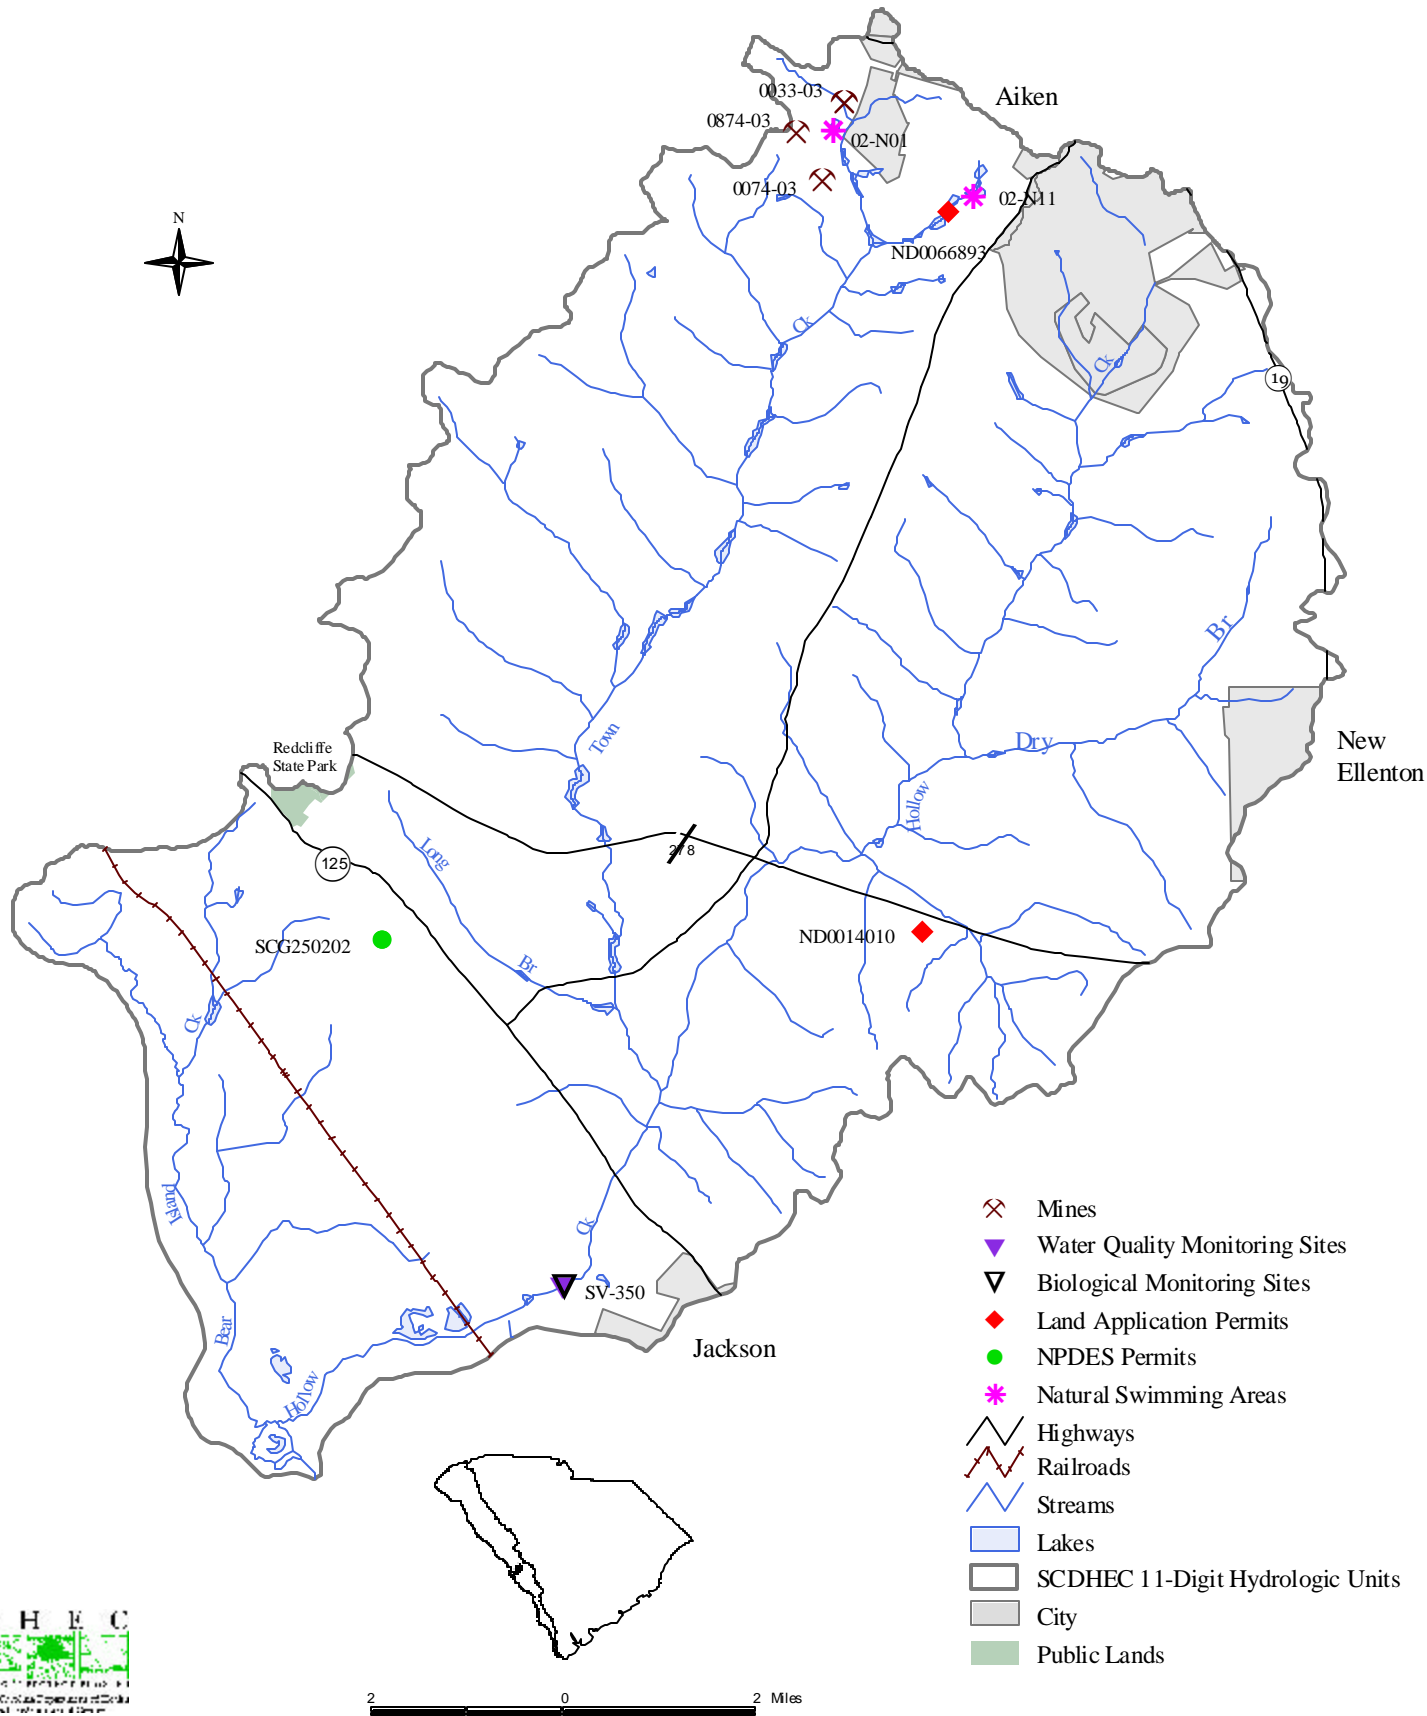 Aiken
0033-03
0874-03
02-N01
0074-03
02-N11
N
ND0066893
Ck
Ck
19
Br
Town
Dry
New
Ellenton
Redcliffe
State Park
Hollow
278
Long
125
ND0014010
SCG250202
Br
Ck
Island
Ck
SV-350
Bear
Jackson
Hollow
Mines
Water Quality Monitoring Sites
Biological Monitoring Sites
Land Application Permits
NPDES Permits
Natural Swimming Areas
Highways
Railroads
Streams
Lakes
SCDHEC 11-Digit Hydrologic Units
City
Public Lands
H E C
2 0 2 Miles